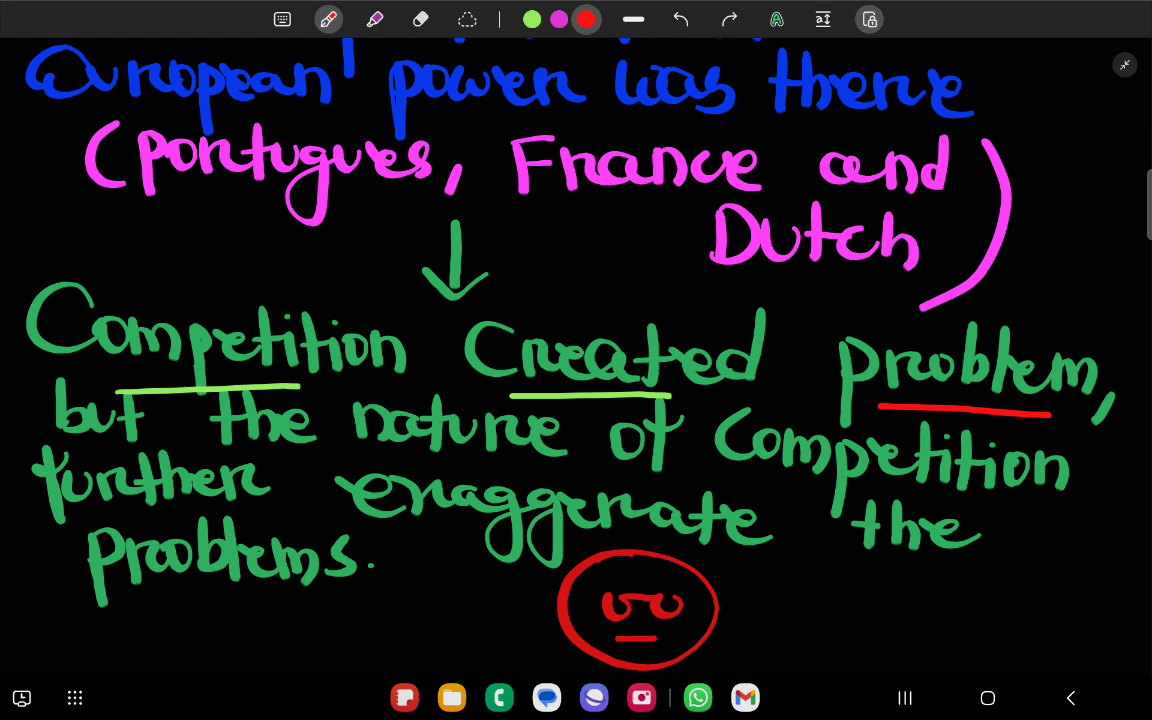 European power was there
(Portugues, France and
Dutch)
Competition Created problem,
but the nature of Competition
further exaggerate the
problems.